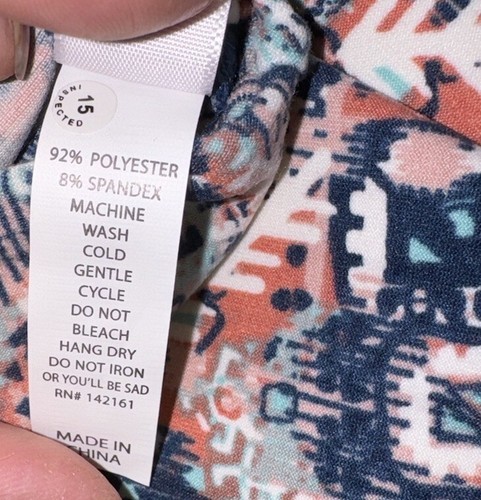 INSPECTED
15
92% POLYESTER
8% SPANDEX
MACHINE
WASH
COLD
GENTLE
CYCLE
DO NOT
BLEACH
HANG DRY
DO NOT IRON
OR YOU'LL BE SAD
RN# 142161
MADE IN
CHINA